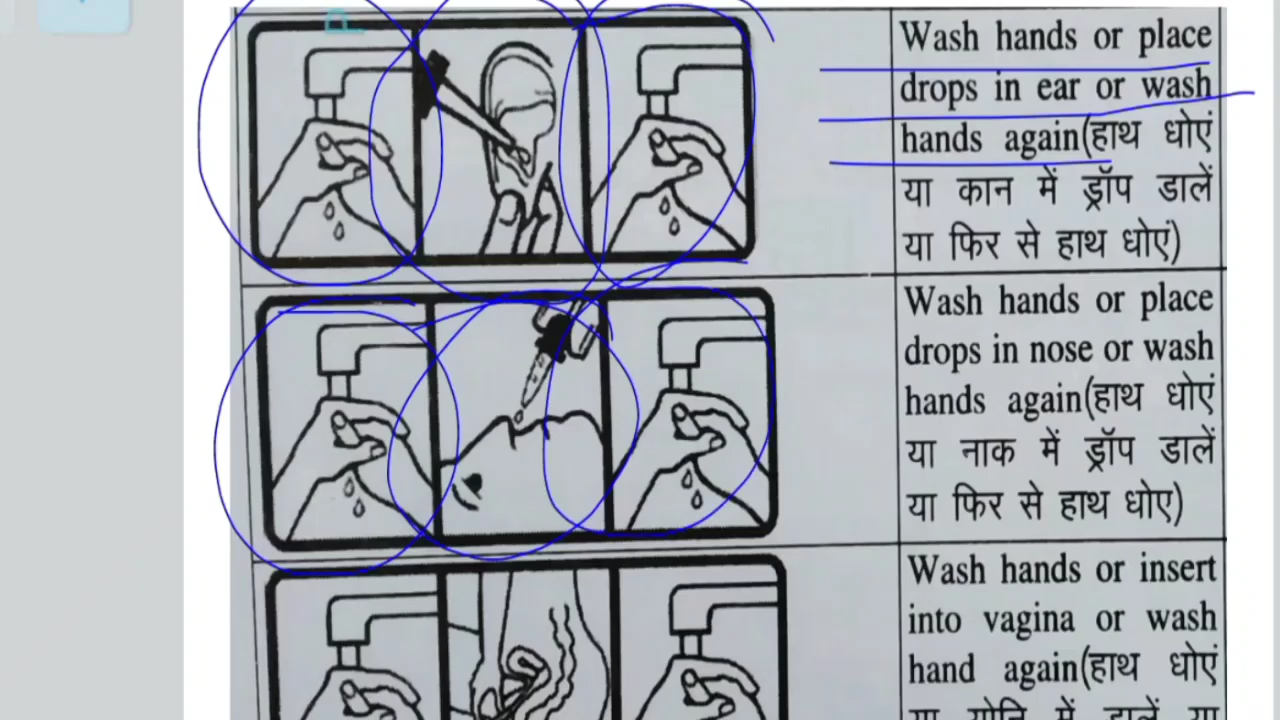 Wash hands or place
drops in ear or wash
hands again(हाथ धोएं
या कान में ड्रॉप डालें
या फिर से हाथ धोएं)
Wash hands or place
drops in nose or wash
hands again(हाथ धोएं
या नाक में ड्रॉप डालें
या फिर से हाथ धोए)
Wash hands or insert
into vagina or wash
hand again(हाथ धोएं
या योनि में डालें या